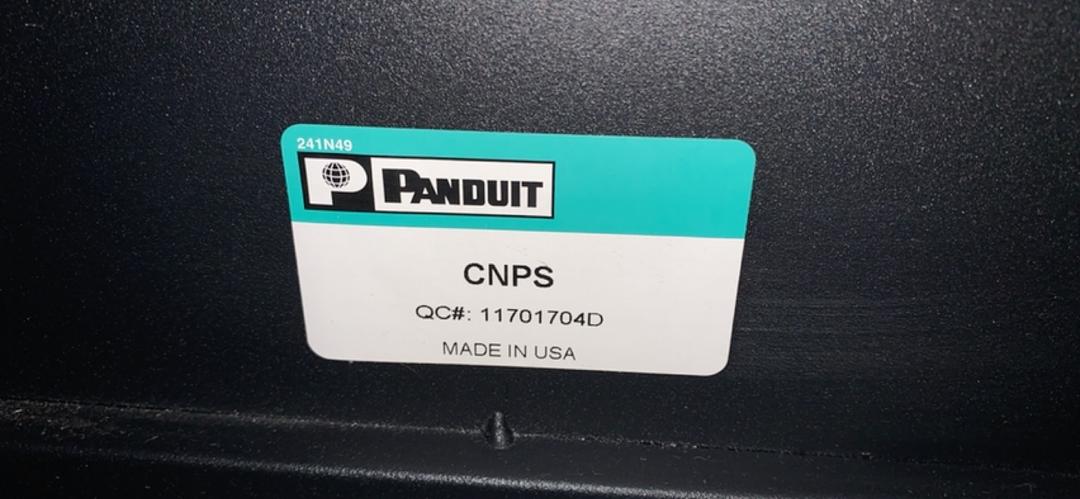 241N49
P PANDUIT
CNPS
QC#: 11701704D
MADE IN USA